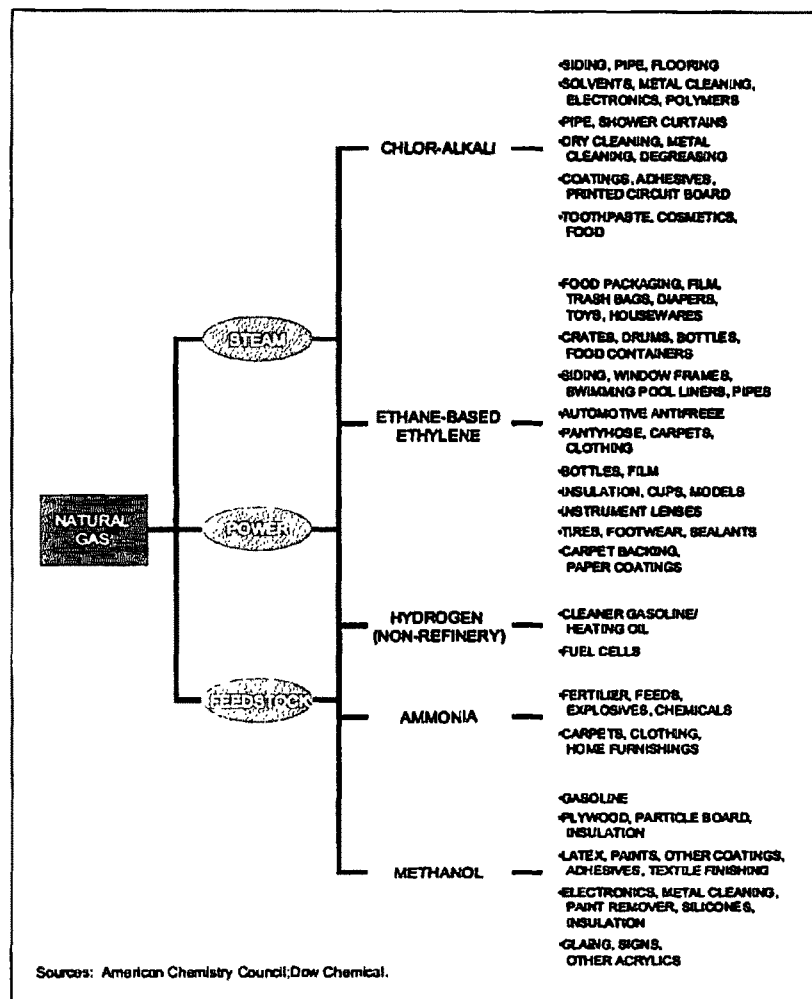 •SIDING, PIPE, FLOORING
•SOLVENTS, METAL CLEANING,
ELECTRONICS, POLYMERS
•PIPE, SHOWER CURTAINS
•DRY CLEANING, METAL
CLEANING, DEGREASING
•COATINGS, ADHESIVES,
PRINTED CIRCUIT BOARD
•TOOTHPASTE, COSMETICS,
FOOD
CHLOR-ALKALI
•FOOD PACKAGING, FILM,
TRASH BAGS, DIAPERS,
TOYS, HOUSEWARES
•CRATES, DRUMS, BOTTLES,
FOOD CONTAINERS
•SIDING, WINDOW FRAMES,
SWIMMING POOL LINERS, PIPES
•AUTOMOTIVE ANTIFREEZE
•PANTYHOSE, CARPETS,
CLOTHING
•BOTTLES, FILM
•INSULATION, CUPS, MODELS
•INSTRUMENT LENSES
•TIRES, FOOTWEAR, SEALANTS
•CARPET BACKING,
PAPER COATINGS
STEAM
ETHANE-BASED
ETHYLENE
NATURAL
GAS
POWER
HYDROGEN
(NON-REFINERY)
•CLEANER GASOLINE/
HEATING OIL
•FUEL CELLS
FEEDSTOCK
AMMONIA
•FERTILIZER, FEEDS,
EXPLOSIVES, CHEMICALS
•CARPETS, CLOTHING,
HOME FURNISHINGS
METHANOL
•GASOLINE
•PLYWOOD, PARTICLE BOARD,
INSULATION
•LATEX, PAINTS, OTHER COATINGS,
ADHESIVES, TEXTILE FINISHING
•ELECTRONICS, METAL CLEANING,
PAINT REMOVER, SILICONES,
INSULATION
•GLAING, SIGNS,
OTHER ACRYLICS
Sources: American Chemistry Council;Dow Chemical.